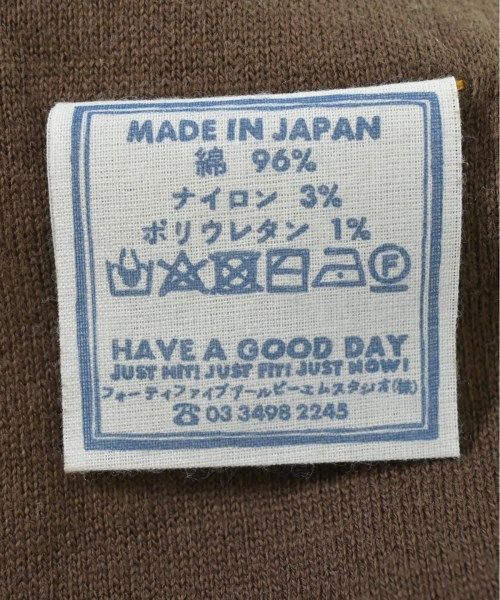 MADE IN JAPAN
綿 96%
ナイロン 3%
ポリウレタン 1%
F
HAVE A GOOD DAY
JUST HIT! JUST FIT! JUST NOW!
フォーティファイブアールピーエムスタジオ(株)
☎03 3498 2245